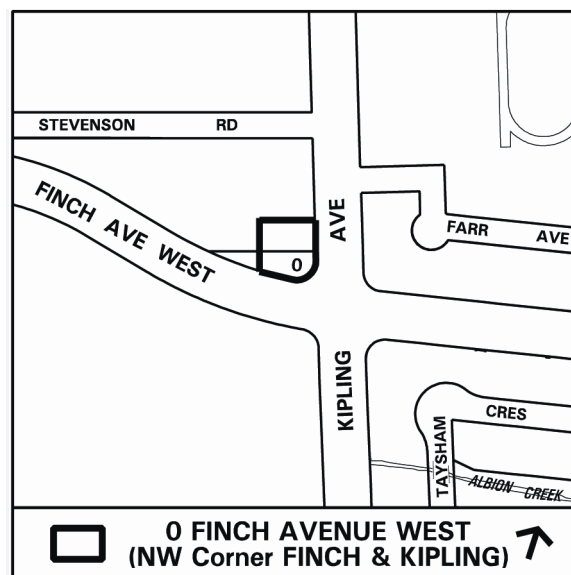 STEVENSON RD
FINCH AVE WEST
AVE
FARR AVE
0
KIPLING
CRES
TAYSHAM
ALBION CREEK
0 FINCH AVENUE WEST
(NW Corner FINCH & KIPLING)